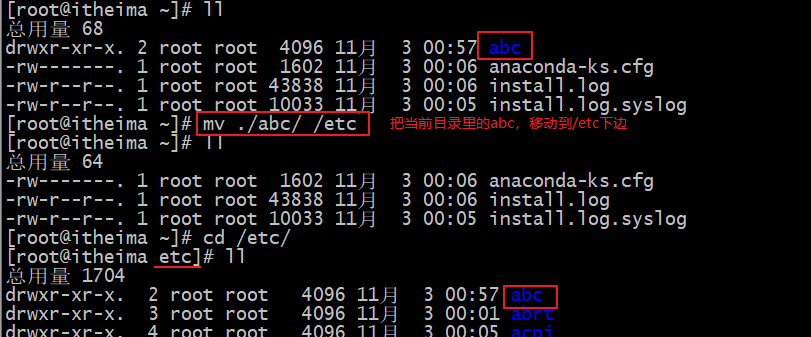 [root@itheima ~]# ll
总用量 68
drwxr-xr-x. 2 root root 4096 11月 3 00:57 abc
-rw-------. 1 root root 1602 11月 3 00:06 anaconda-ks.cfg
-rw-r--r--. 1 root root 43838 11月 3 00:06 install.log
-rw-r--r--. 1 root root 10033 11月 3 00:05 install.log.syslog
[root@itheima ~]# mv ./abc/ /etc 把当前目录里的abc，移动到/etc下边
[root@itheima ~]# ll
总用量 64
-rw-------. 1 root root 1602 11月 3 00:06 anaconda-ks.cfg
-rw-r--r--. 1 root root 43838 11月 3 00:06 install.log
-rw-r--r--. 1 root root 10033 11月 3 00:05 install.log.syslog
[root@itheima ~]# cd /etc/
[root@itheima etc]# ll
总用量 1704
drwxr-xr-x. 2 root root 4096 11月 3 00:57 abc
drwxr-xr-x. 3 root root 4096 11月 3 00:01 abrt
drwxr-xr-x. 4 root root 4096 11月 3 00:05 acpi